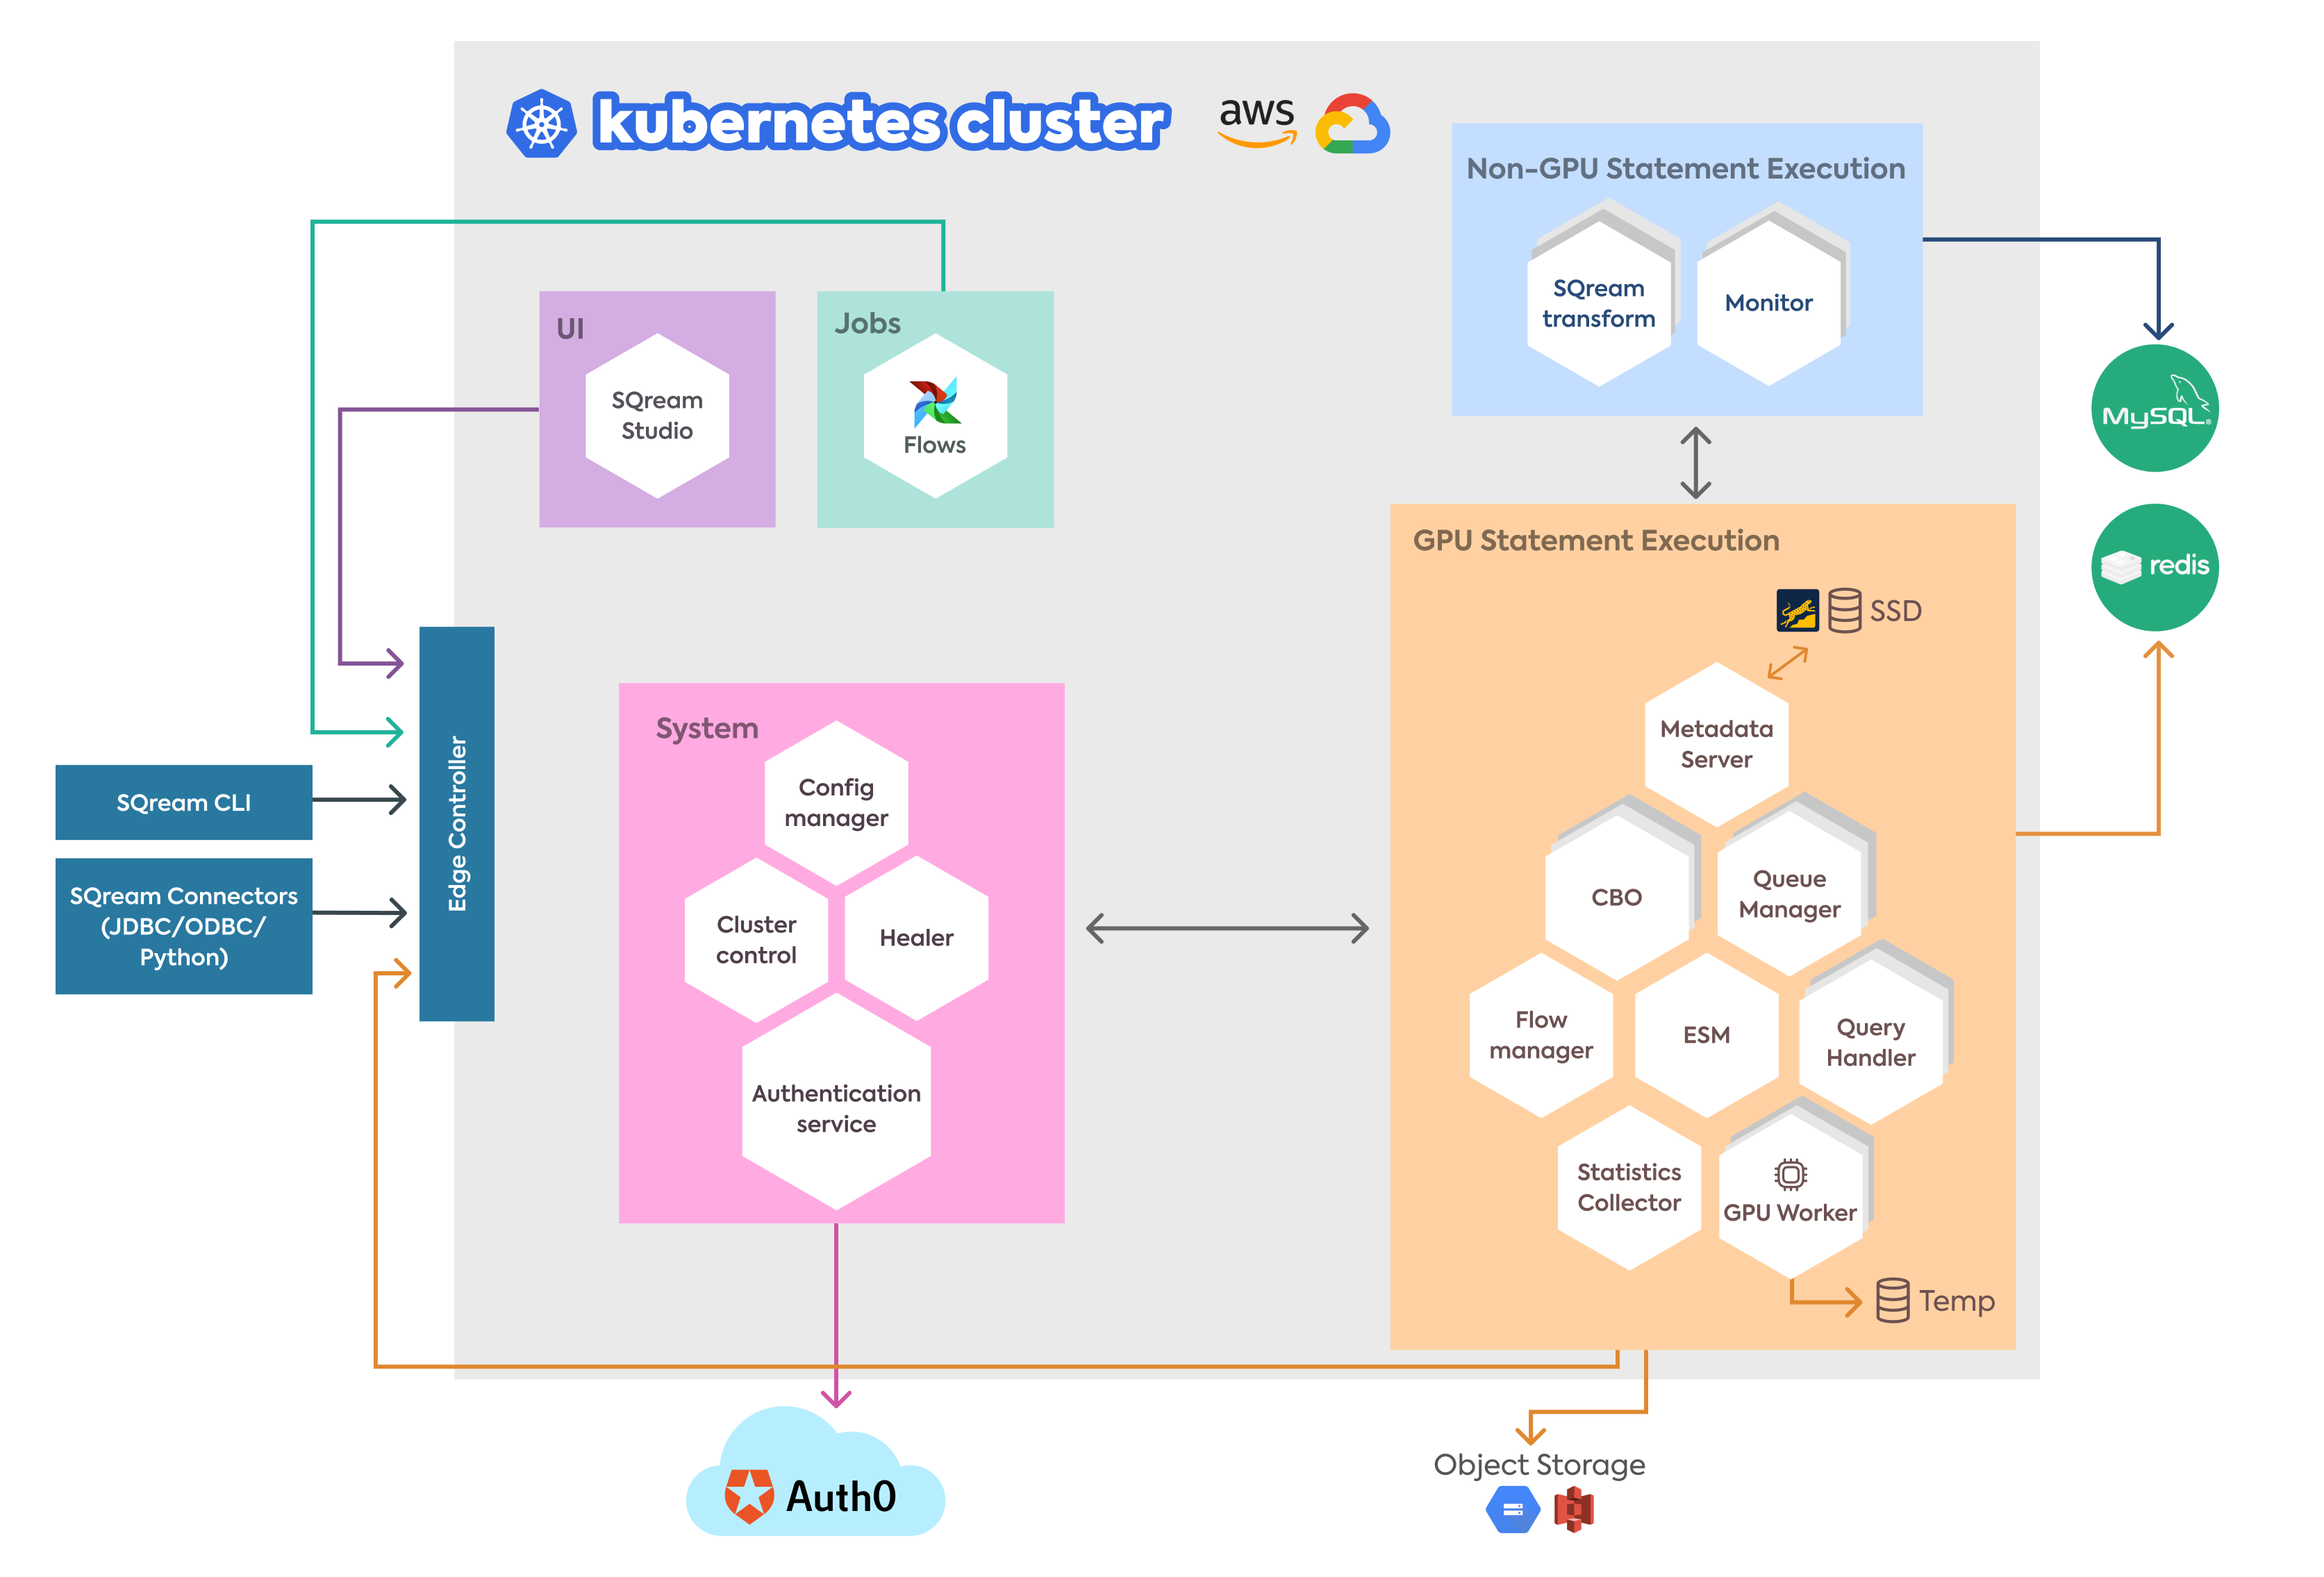 kubernetes cluster
aws
Non-GPU Statement Execution
SQream
transform
Monitor
UI
SQream
Studio
Jobs
Flows
MySQL®
redis
GPU Statement Execution
SSD
Metadata
Server
CBO
Queue
Manager
Flow
manager
ESM
Query
Handler
Statistics
Collector
GPU Worker
Temp
System
Config
manager
Cluster
control
Healer
Authentication
service
Edge Controller
SQream CLI
SQream Connectors
(JDBC/ODBC/
Python)
Auth0
Object Storage